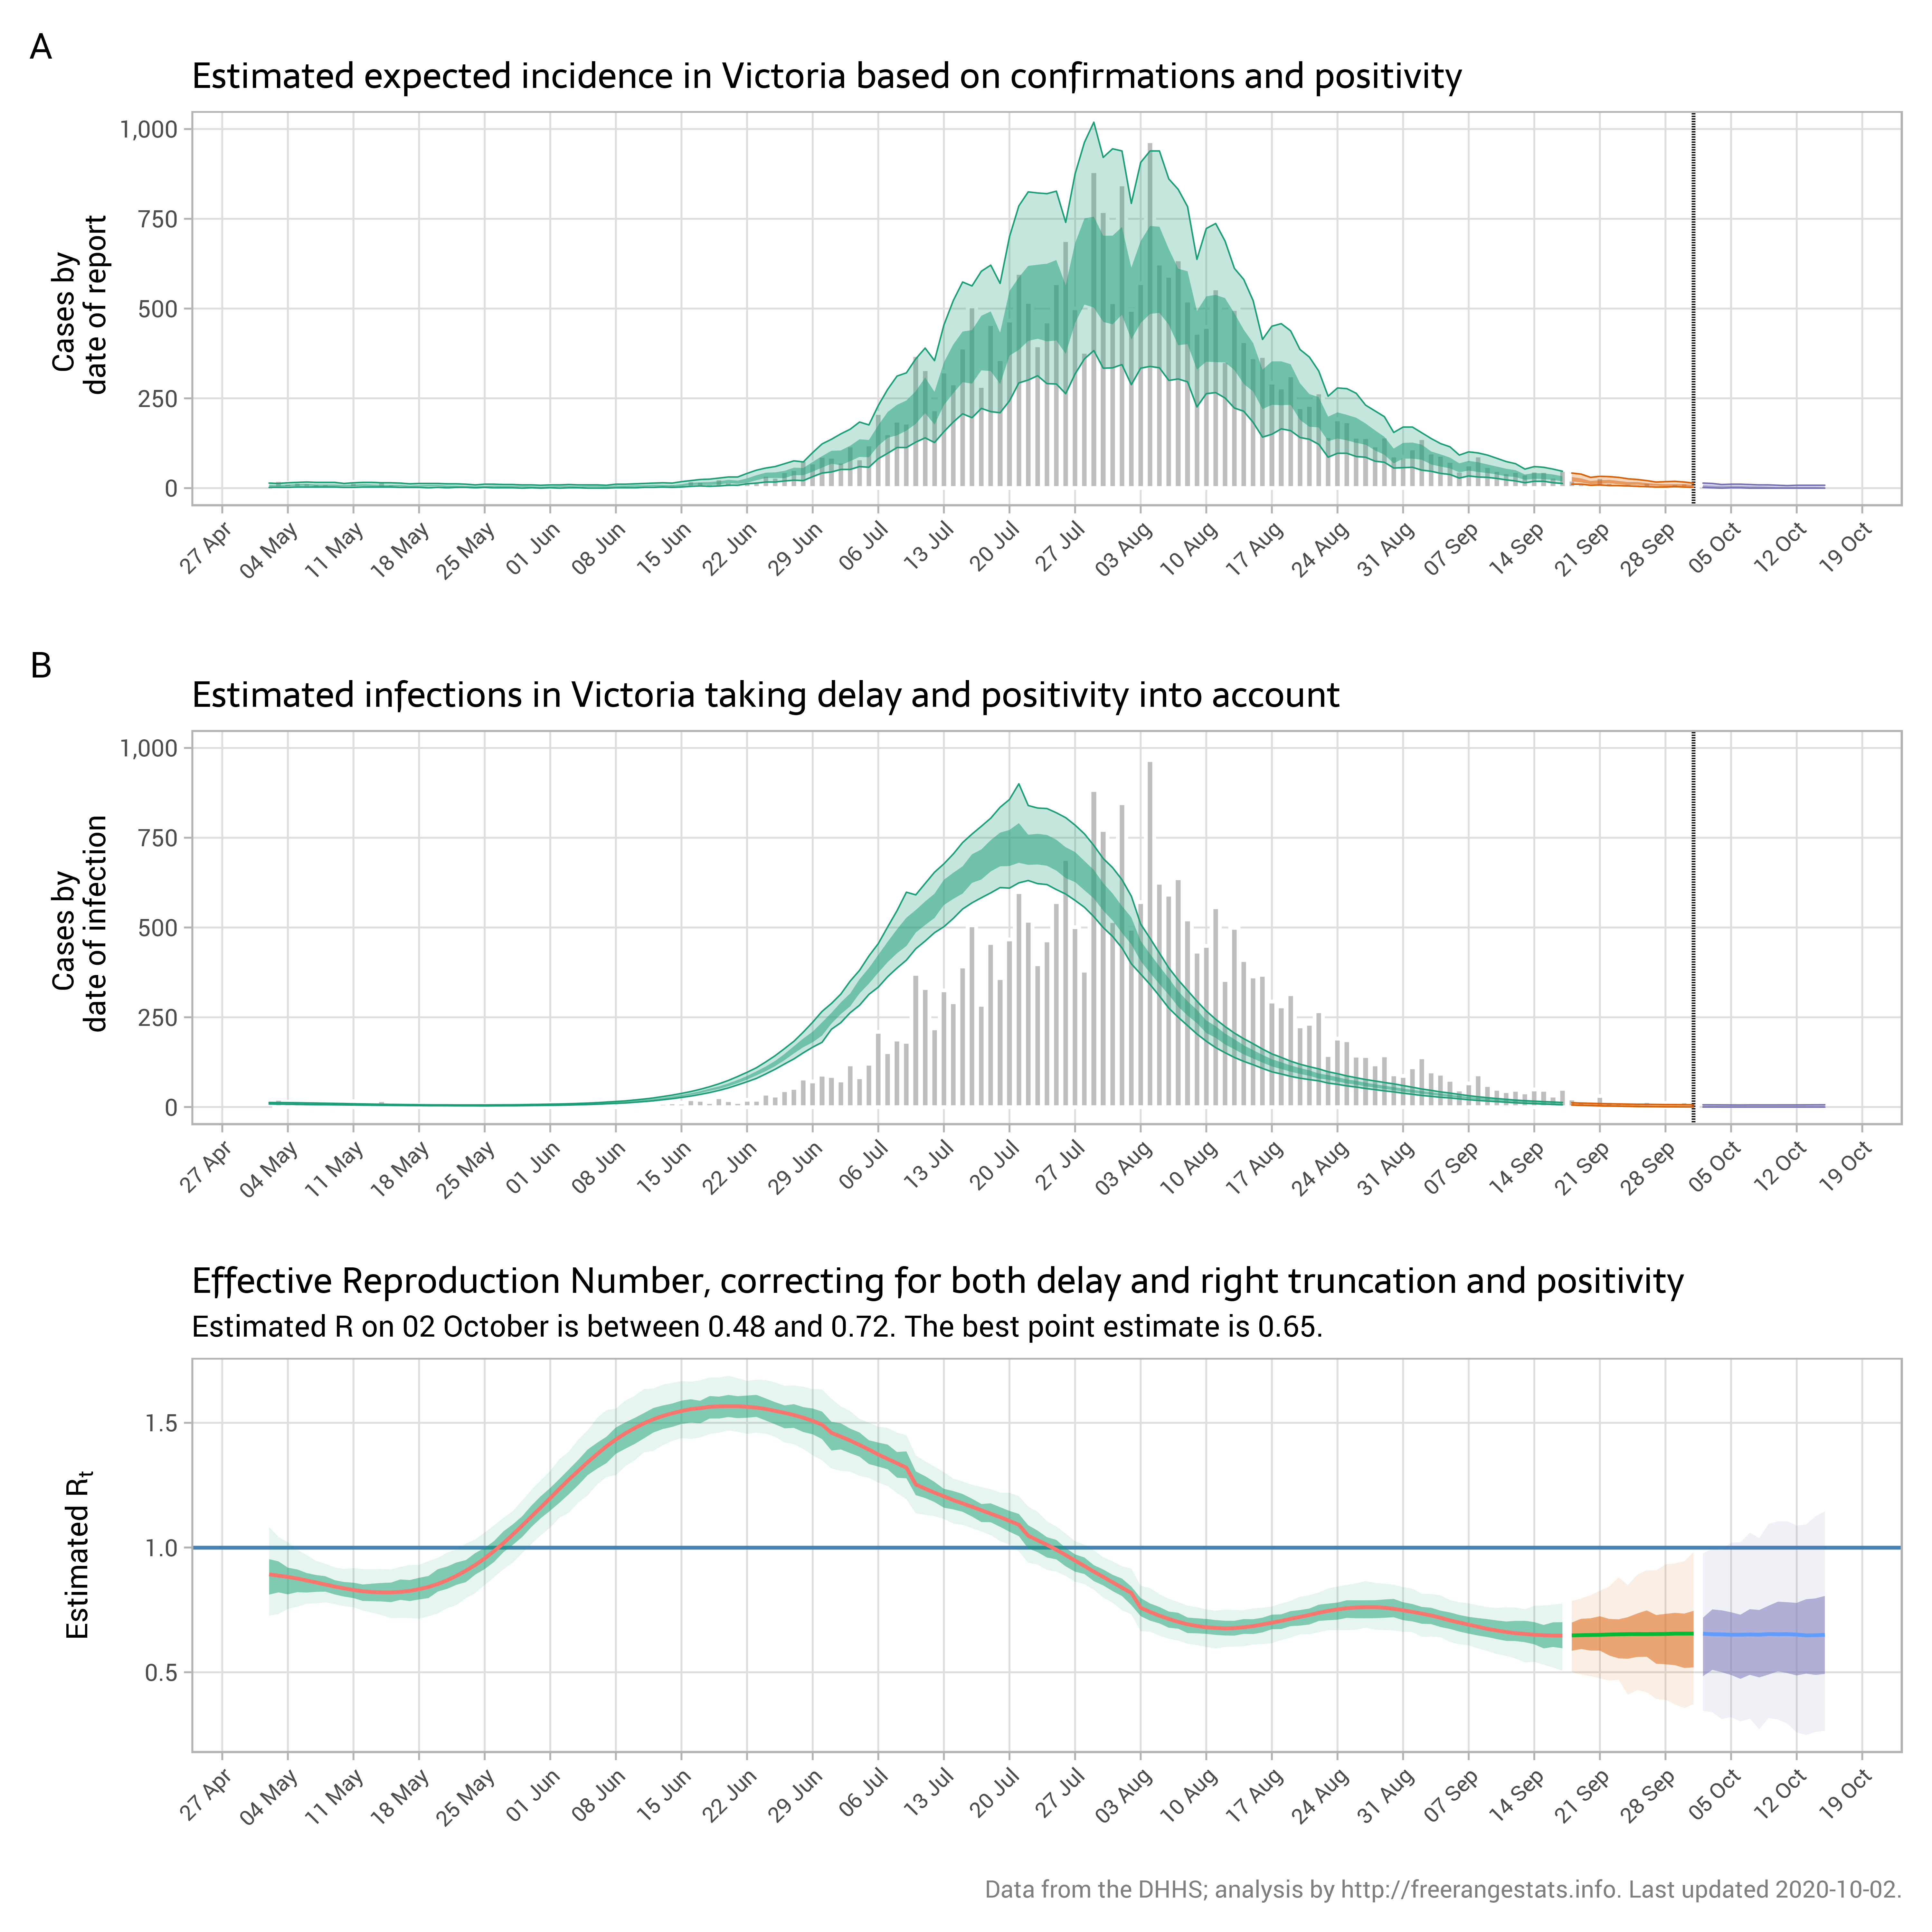 A
Estimated expected incidence in Victoria based on confirmations and positivity
Cases by
date of report
1,000
750
500
250
0
27 Apr
04 May
11 May
18 May
25 May
01 Jun
08 Jun
15 Jun
22 Jun
29 Jun
06 Jul
13 Jul
20 Jul
27 Jul
03 Aug
10 Aug
17 Aug
24 Aug
31 Aug
07 Sep
14 Sep
21 Sep
28 Sep
05 Oct
12 Oct
19 Oct
B
Estimated infections in Victoria taking delay and positivity into account
Cases by
date of infection
1,000
750
500
250
0
27 Apr
04 May
11 May
18 May
25 May
01 Jun
08 Jun
15 Jun
22 Jun
29 Jun
06 Jul
13 Jul
20 Jul
27 Jul
03 Aug
10 Aug
17 Aug
24 Aug
31 Aug
07 Sep
14 Sep
21 Sep
28 Sep
05 Oct
12 Oct
19 Oct
Effective Reproduction Number, correcting for both delay and right truncation and positivity
Estimated R on 02 October is between 0.48 and 0.72. The best point estimate is 0.65.
Estimated Rt
1.5
1.0
0.5
27 Apr
04 May
11 May
18 May
25 May
01 Jun
08 Jun
15 Jun
22 Jun
29 Jun
06 Jul
13 Jul
20 Jul
27 Jul
03 Aug
10 Aug
17 Aug
24 Aug
31 Aug
07 Sep
14 Sep
21 Sep
28 Sep
05 Oct
12 Oct
19 Oct
Data from the DHHS; analysis by http://freerangestats.info. Last updated 2020-10-02.